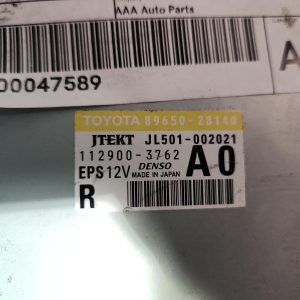 AAA Auto Parts
A
00047589
TOYOTA 89650-28140
JTEKT JL501-002021
112900-3762 A0
EPS 12V DENSO MADE IN JAPAN
R